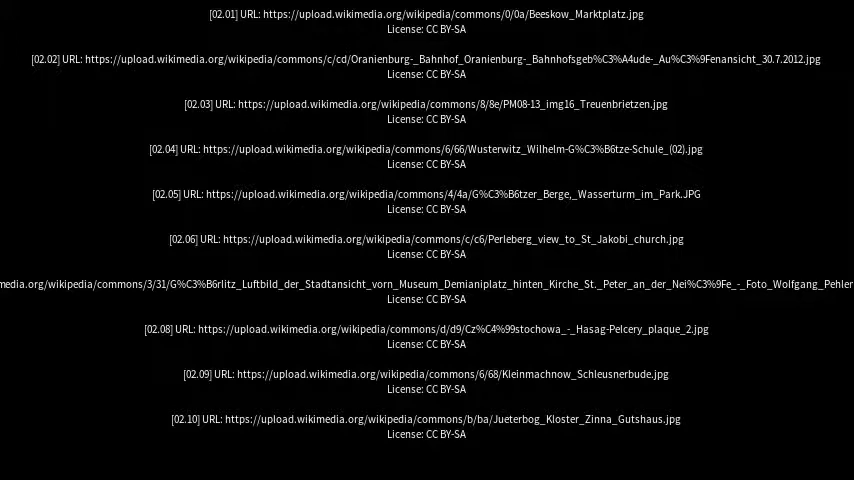 [02.01] URL: https://upload.wikimedia.org/wikipedia/commons/0/0a/Beeskow_Marktplatz.jpg
License: CC BY-SA
[02.02] URL: https://upload.wikimedia.org/wikipedia/commons/c/cd/Oranienburg-_Bahnhof_Oranienburg-_Bahnhofsgeb%C3%A4ude-_Au%C3%9Fenansicht_30.7.2012.jpg
License: CC BY-SA
[02.03] URL: https://upload.wikimedia.org/wikipedia/commons/8/8e/PM08-13_img16_Treuenbrietzen.jpg
License: CC BY-SA
[02.04] URL: https://upload.wikimedia.org/wikipedia/commons/6/66/Wusterwitz_Wilhelm-G%C3%B6tze-Schule_(02).jpg
License: CC BY-SA
[02.05] URL: https://upload.wikimedia.org/wikipedia/commons/4/4a/G%C3%B6tzer_Berge,_Wasserturm_im_Park.JPG
License: CC BY-SA
[02.06] URL: https://upload.wikimedia.org/wikipedia/commons/c/c6/Perleberg_view_to_St_Jakobi_church.jpg
License: CC BY-SA
media.org/wikipedia/commons/3/31/G%C3%B6rlitz_Luftbild_der_Stadtansicht_vorn_Museum_Demianiplatz_hinten_Kirche_St._Peter_an_der_Nei%C3%9Fe_-_Foto_Wolfgang_Pehler
License: CC BY-SA
[02.08] URL: https://upload.wikimedia.org/wikipedia/commons/d/d9/Cz%C4%99stochowa_-_Hasag-Pelcery_plaque_2.jpg
License: CC BY-SA
[02.09] URL: https://upload.wikimedia.org/wikipedia/commons/6/68/Kleinmachnow_Schleusnerbude.jpg
License: CC BY-SA
[02.10] URL: https://upload.wikimedia.org/wikipedia/commons/b/ba/Jueterbog_Kloster_Zinna_Gutshaus.jpg
License: CC BY-SA